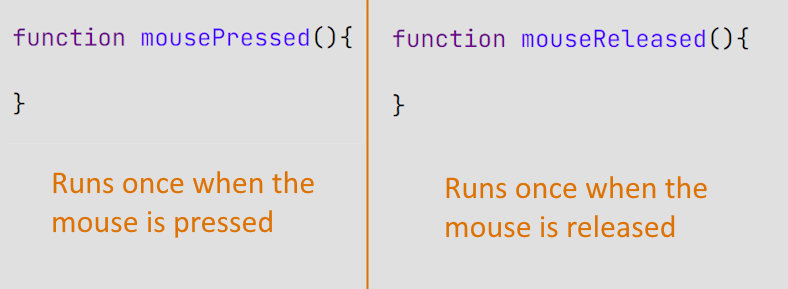 function mousePressed(){
}
Runs once when the
mouse is pressed
function mouseReleased(){
}
Runs once when the
mouse is released